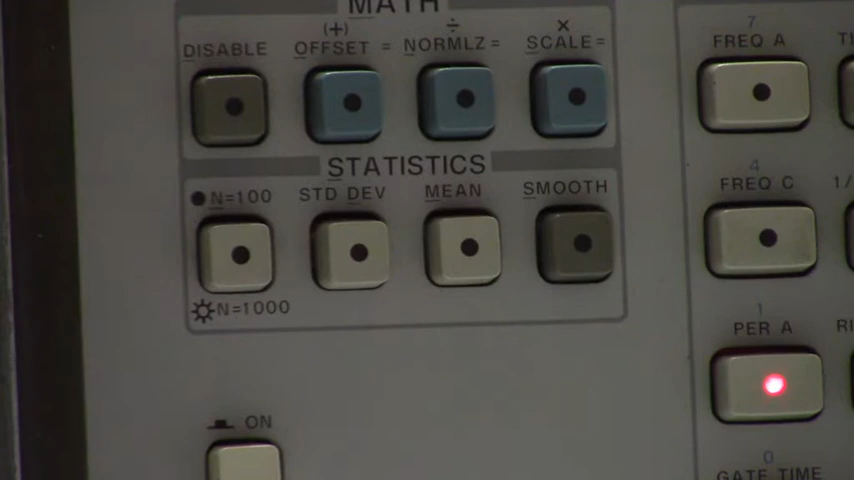 MATH
(+)
÷
×
DISABLE
OFFSET =
NORMLZ =
SCALE =
STATISTICS
N=100
STD DEV
MEAN
SMOOTH
N=1000
ON
7
FREQ A
4
FREQ C
1/
1
PER A
0
GATE TIME